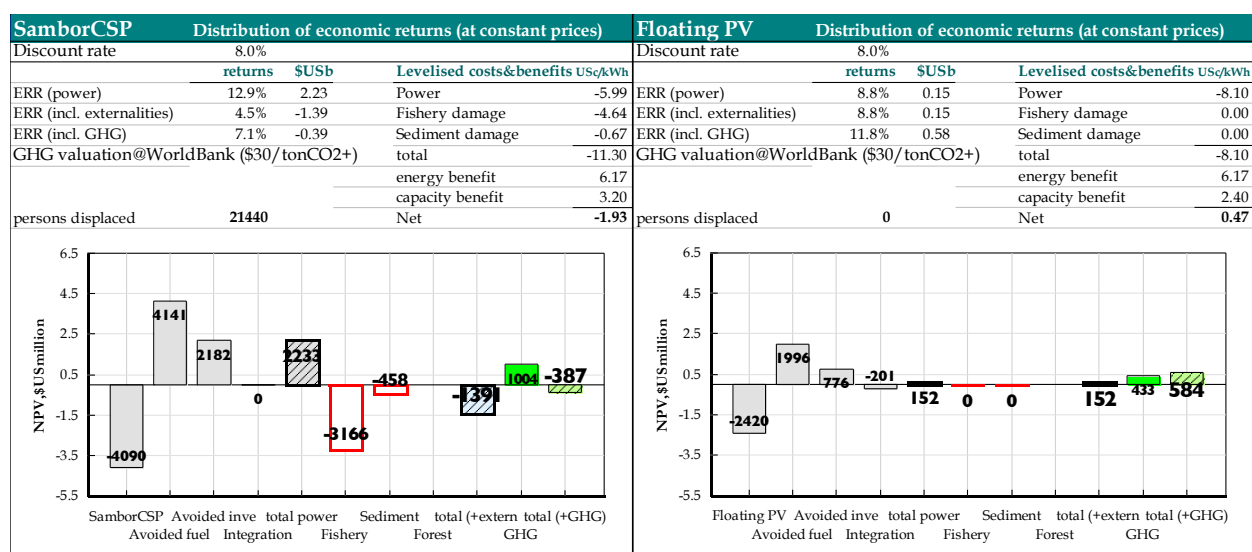 SamborCSP Distribution of economic returns (at constant prices)
Discount rate 8.0%
returns $USb Levelised costs&benefits USc/kWh
ERR (power) 12.9% 2.23 Power -5.99
ERR (incl. externalities) 4.5% -1.39 Fishery damage -4.64
ERR (incl. GHG) 7.1% -0.39 Sediment damage -0.67
GHG valuation@WorldBank ($30/tonCO2+) total -11.30
energy benefit 6.17
capacity benefit 3.20
persons displaced 21440 Net -1.93
6.5
4.5
2.5
0.5
-1.5
-3.5
-5.5
NPV,$USmillion
-4090
4141
2182
0
2233
-3166
-458
-1391
1004
-387
SamborCSP Avoided inve total power Sediment total (+extern total (+GHG)
Avoided fuel Integration Fishery Forest GHG
Floating PV Distribution of economic returns (at constant prices)
Discount rate 8.0%
returns $USb Levelised costs&benefits USc/kWh
ERR (power) 8.8% 0.15 Power -8.10
ERR (incl. externalities) 8.8% 0.15 Fishery damage 0.00
ERR (incl. GHG) 11.8% 0.58 Sediment damage 0.00
GHG valuation@WorldBank ($30/tonCO2+) total -8.10
energy benefit 6.17
capacity benefit 2.40
persons displaced 0 Net 0.47
6.5
4.5
2.5
0.5
-1.5
-3.5
-5.5
NPV,$USmillion
-2420
1996
776
-201
152
0
0
152
433
584
Floating PV Avoided inve total power Sediment total (+extern total (+GHG)
Avoided fuel Integration Fishery Forest GHG